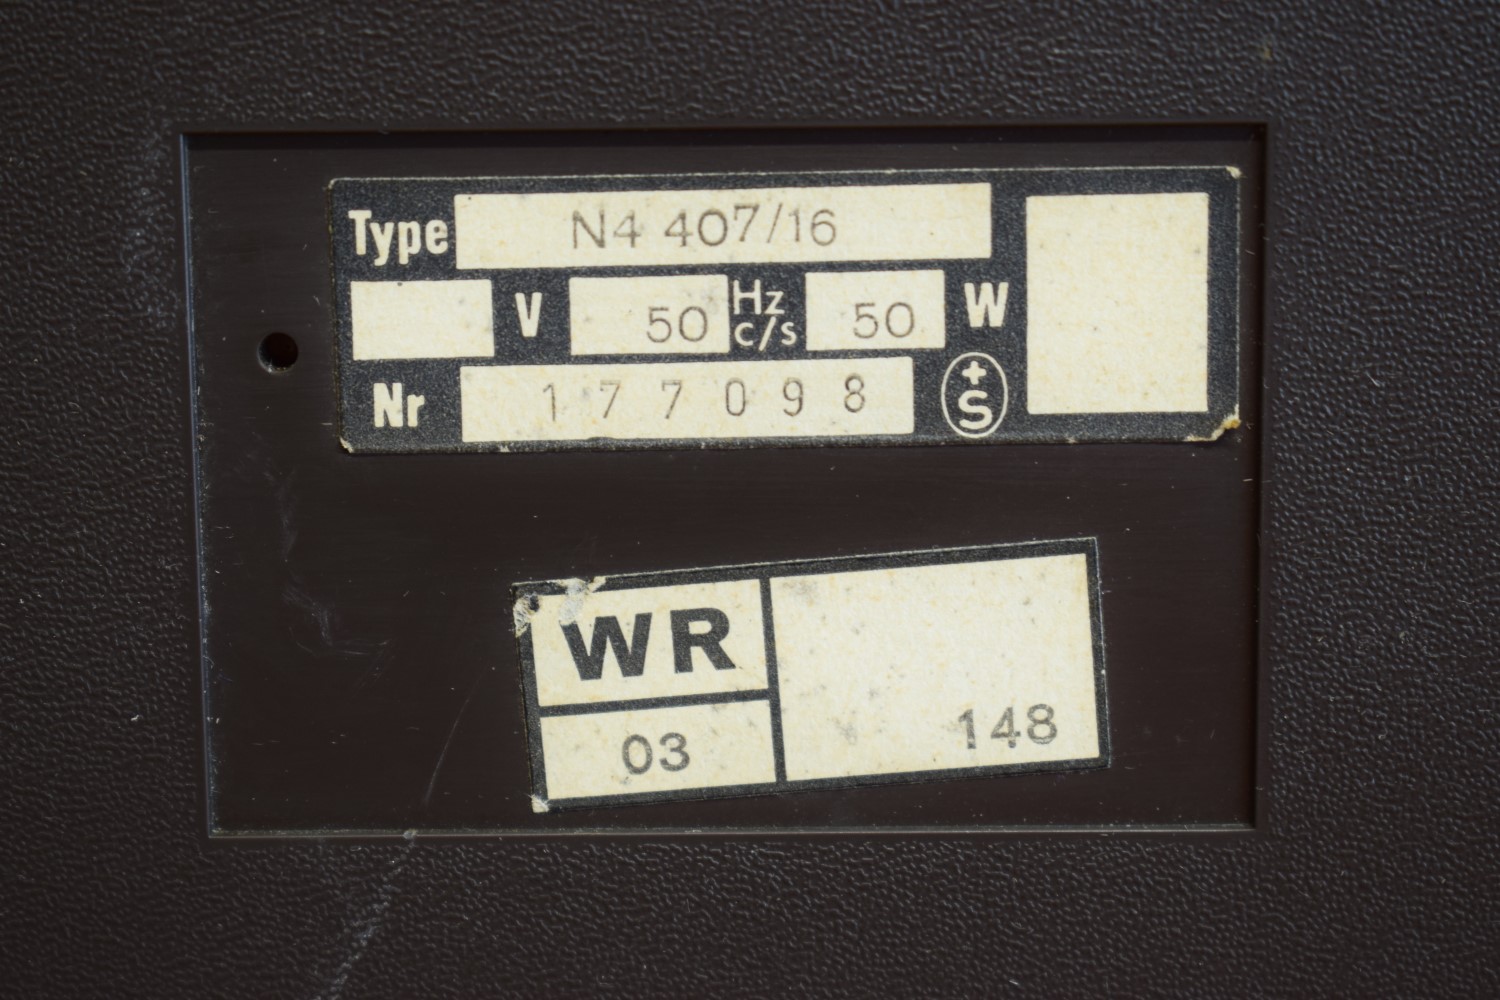 Type N4 407/16
V 50 Hz c/s 50 W
Nr 177098 +S
WR
03 148